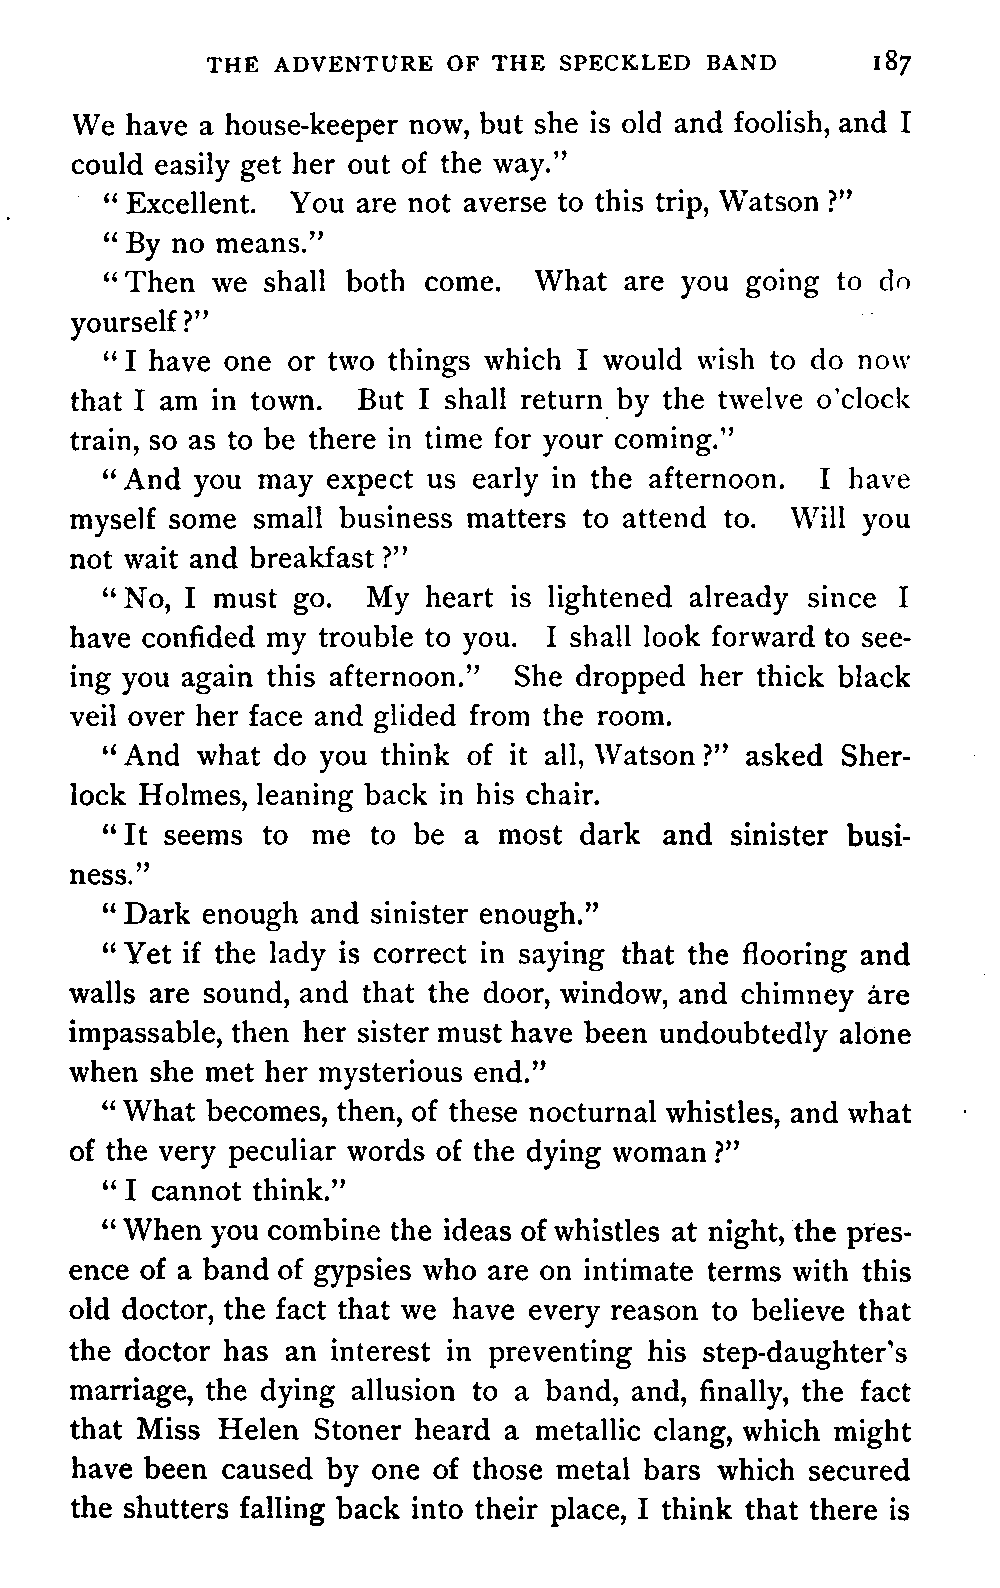 THE ADVENTURE OF THE SPECKLED BAND 187
We have a house-keeper now, but she is old and foolish, and I
could easily get her out of the way."
"Excellent. You are not averse to this trip, Watson?"
"By no means."
"Then we shall both come. What are you going to do
yourself?"
"I have one or two things which I would wish to do now
that I am in town. But I shall return by the twelve o'clock
train, so as to be there in time for your coming."
"And you may expect us early in the afternoon. I have
myself some small business matters to attend to. Will you
not wait and breakfast?"
"No, I must go. My heart is lightened already since I
have confided my trouble to you. I shall look forward to see-
ing you again this afternoon." She dropped her thick black
veil over her face and glided from the room.
"And what do you think of it all, Watson?" asked Sher-
lock Holmes, leaning back in his chair.
"It seems to me to be a most dark and sinister busi-
ness."
"Dark enough and sinister enough."
"Yet if the lady is correct in saying that the flooring and
walls are sound, and that the door, window, and chimney are
impassable, then her sister must have been undoubtedly alone
when she met her mysterious end."
"What becomes, then, of these nocturnal whistles, and what
of the very peculiar words of the dying woman?"
"I cannot think."
"When you combine the ideas of whistles at night, the pres-
ence of a band of gypsies who are on intimate terms with this
old doctor, the fact that we have every reason to believe that
the doctor has an interest in preventing his step-daughter's
marriage, the dying allusion to a band, and, finally, the fact
that Miss Helen Stoner heard a metallic clang, which might
have been caused by one of those metal bars which secured
the shutters falling back into their place, I think that there is